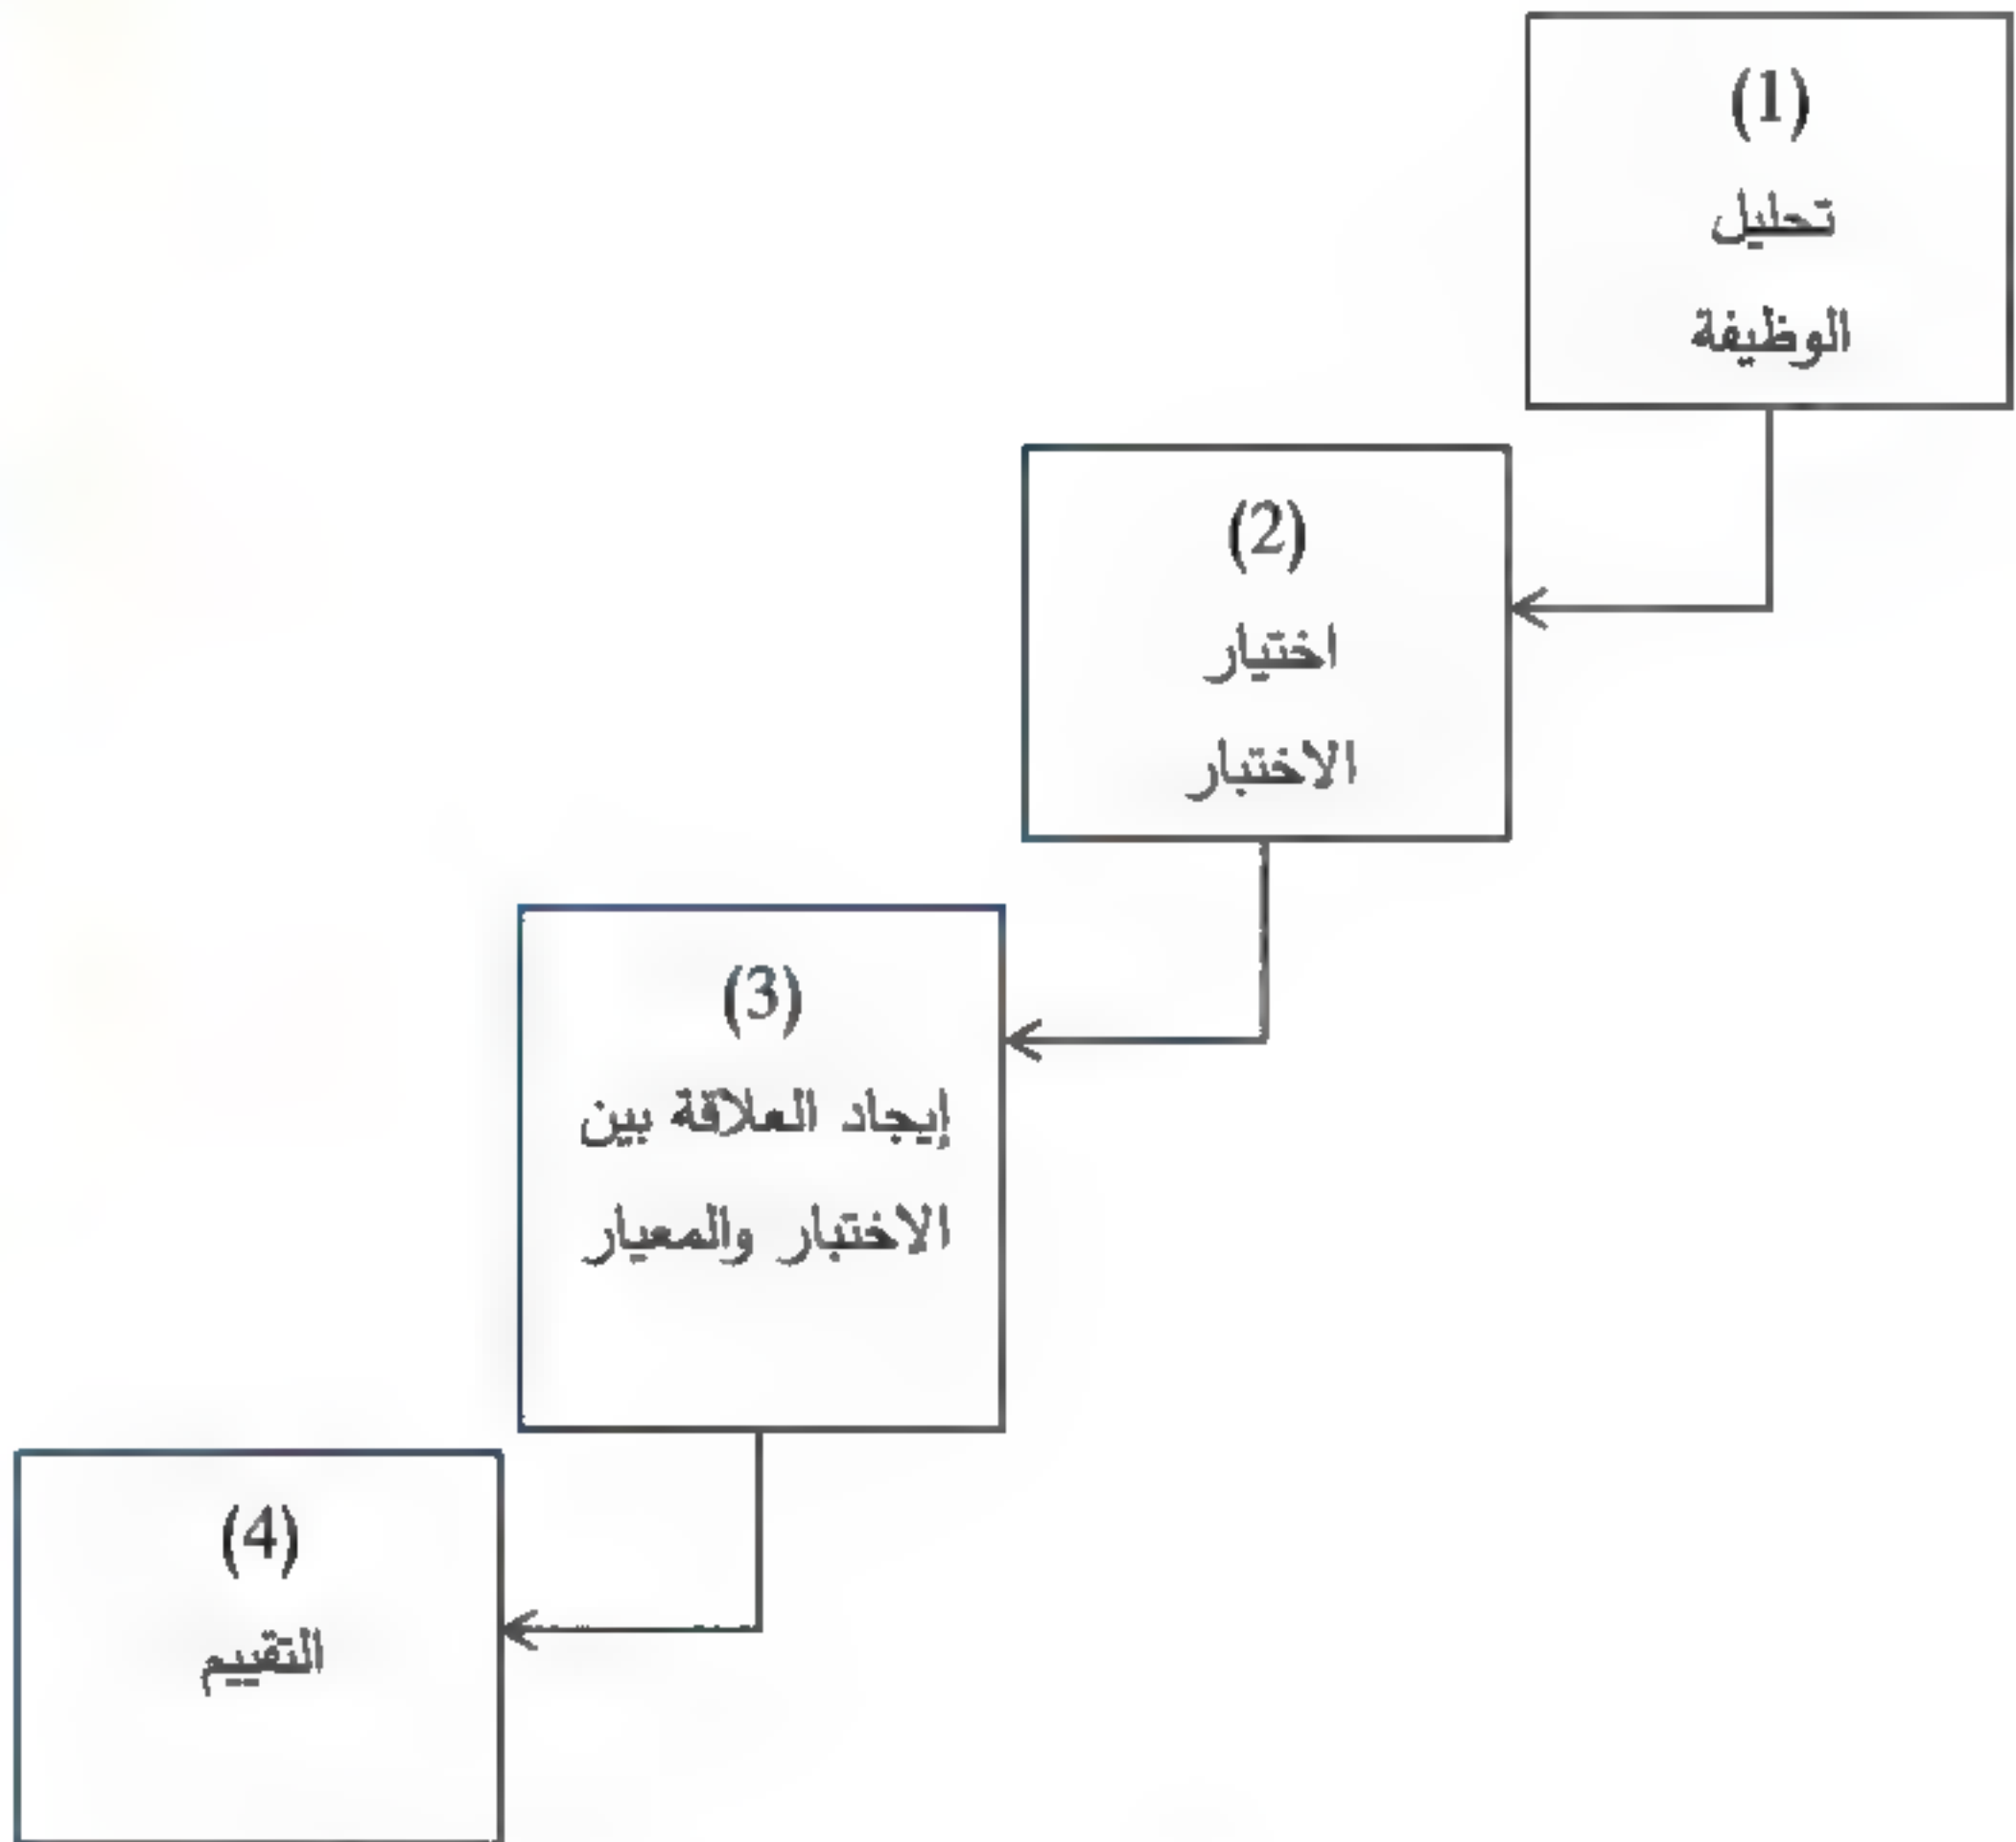 (1)
تحليل
الوظيفة
(2)
اختيار
الاختبار
(3)
إيجاد العلاقة بين
الاختبار والمعيار
(4)
التقييم